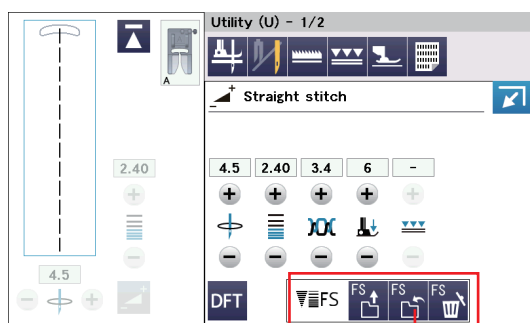 Utility (U) - 1/2
A
Straight stitch
2.40
4.5
4.5 2.40 3.4 6 -
DFT FS FS FS FS